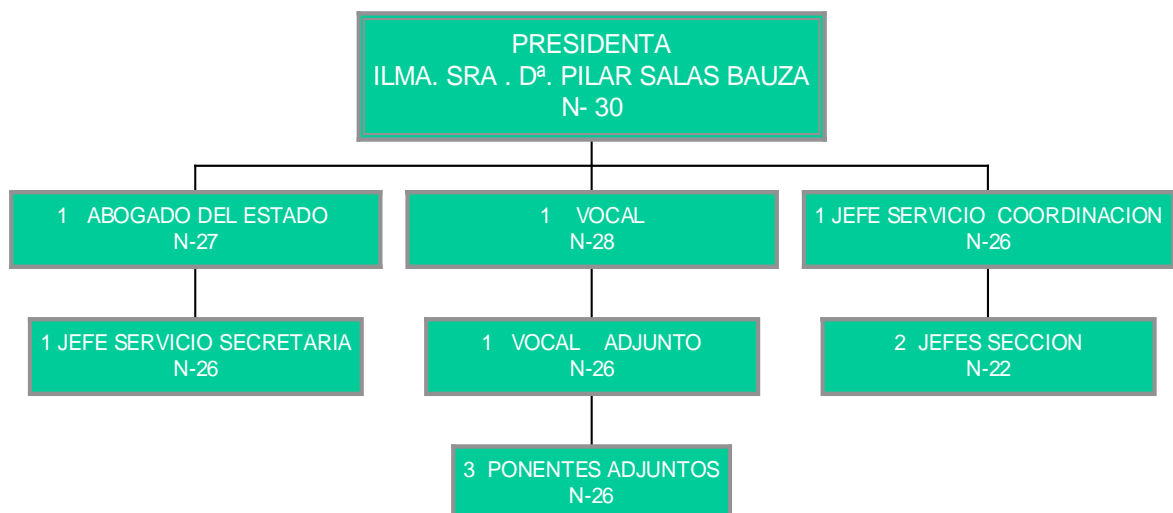 PRESIDENTA
ILMA. SRA . Dª. PILAR SALAS BAUZA
N- 30
1 ABOGADO DEL ESTADO
N-27
1 VOCAL
N-28
1 JEFE SERVICIO COORDINACION
N-26
1 JEFE SERVICIO SECRETARIA
N-26
1 VOCAL ADJUNTO
N-26
2 JEFES SECCION
N-22
3 PONENTES ADJUNTOS
N-26